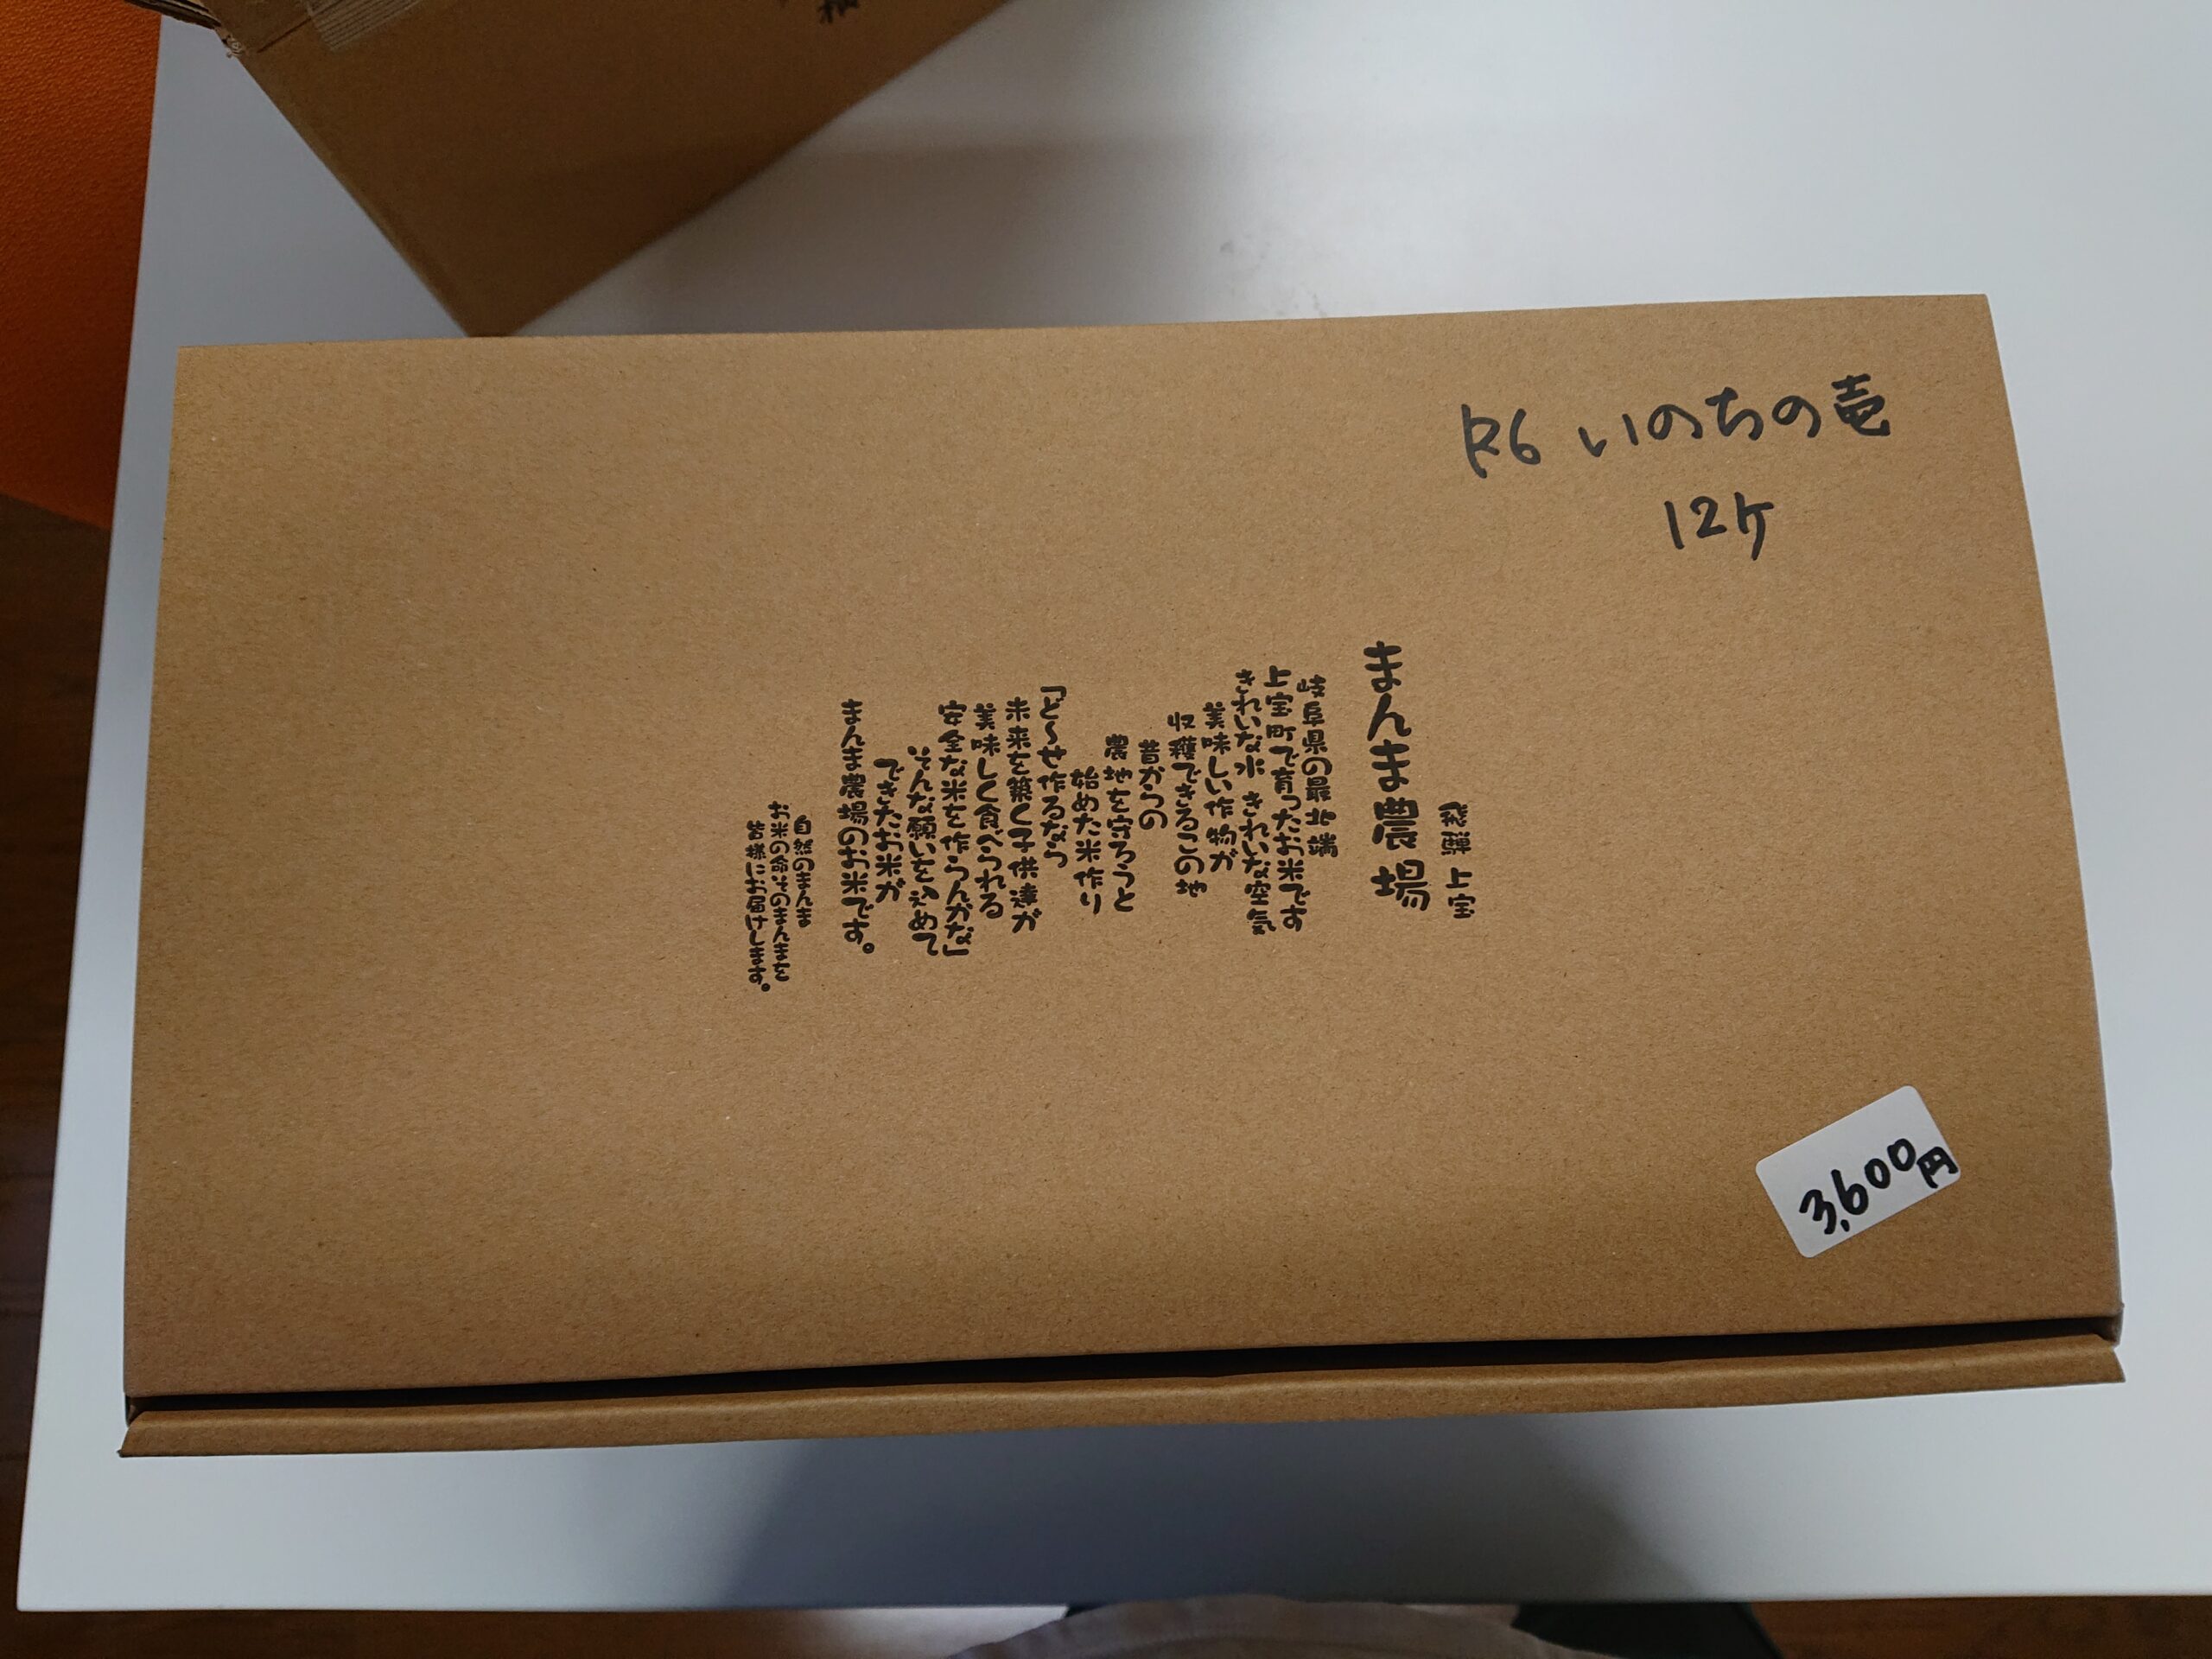 R6 いのちの壱
12ケ
飛騨 上宝
まんま農場
岐阜県の最北端
上宝町で育ったお米です
きれいな水 きれいな空気
美味しい作物が
収穫できるこの地
昔からの
農地を守ろうと
始めた米作り
「ど〜せ作るなら
未来を築く子供達が
美味しく食べられる
安全な米を作らんかな」
そんな願いを込めて
できたお米が
まんま農場のお米です。
自然のまんま
お米の命そのまんまを
皆様にお届けします。
3,600円